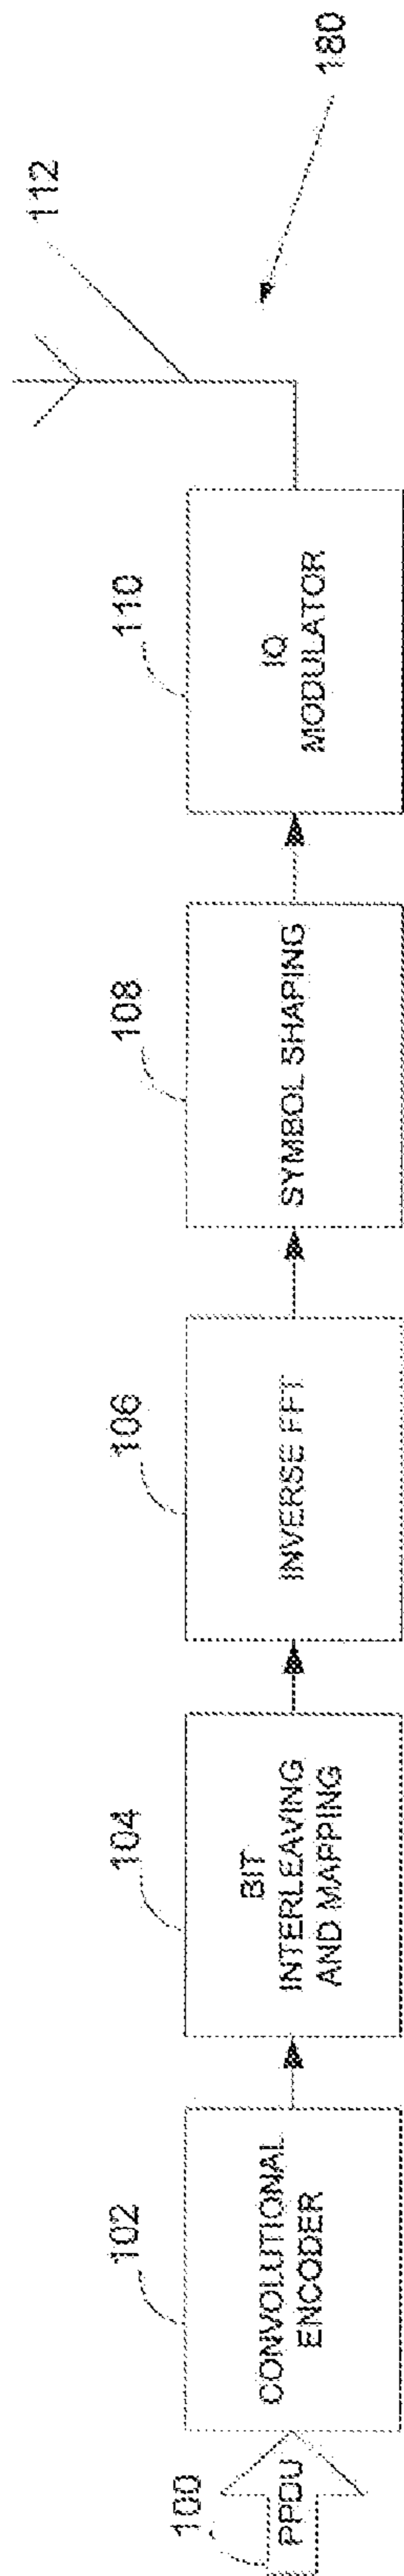 100
PPDU
102
CONVOLUTIONAL
ENCODER
104
BIT
INTERLEAVING
AND MAPPING
106
INVERSE FFT
108
SYMBOL SHAPING
110
IQ
MODULATOR
112
180